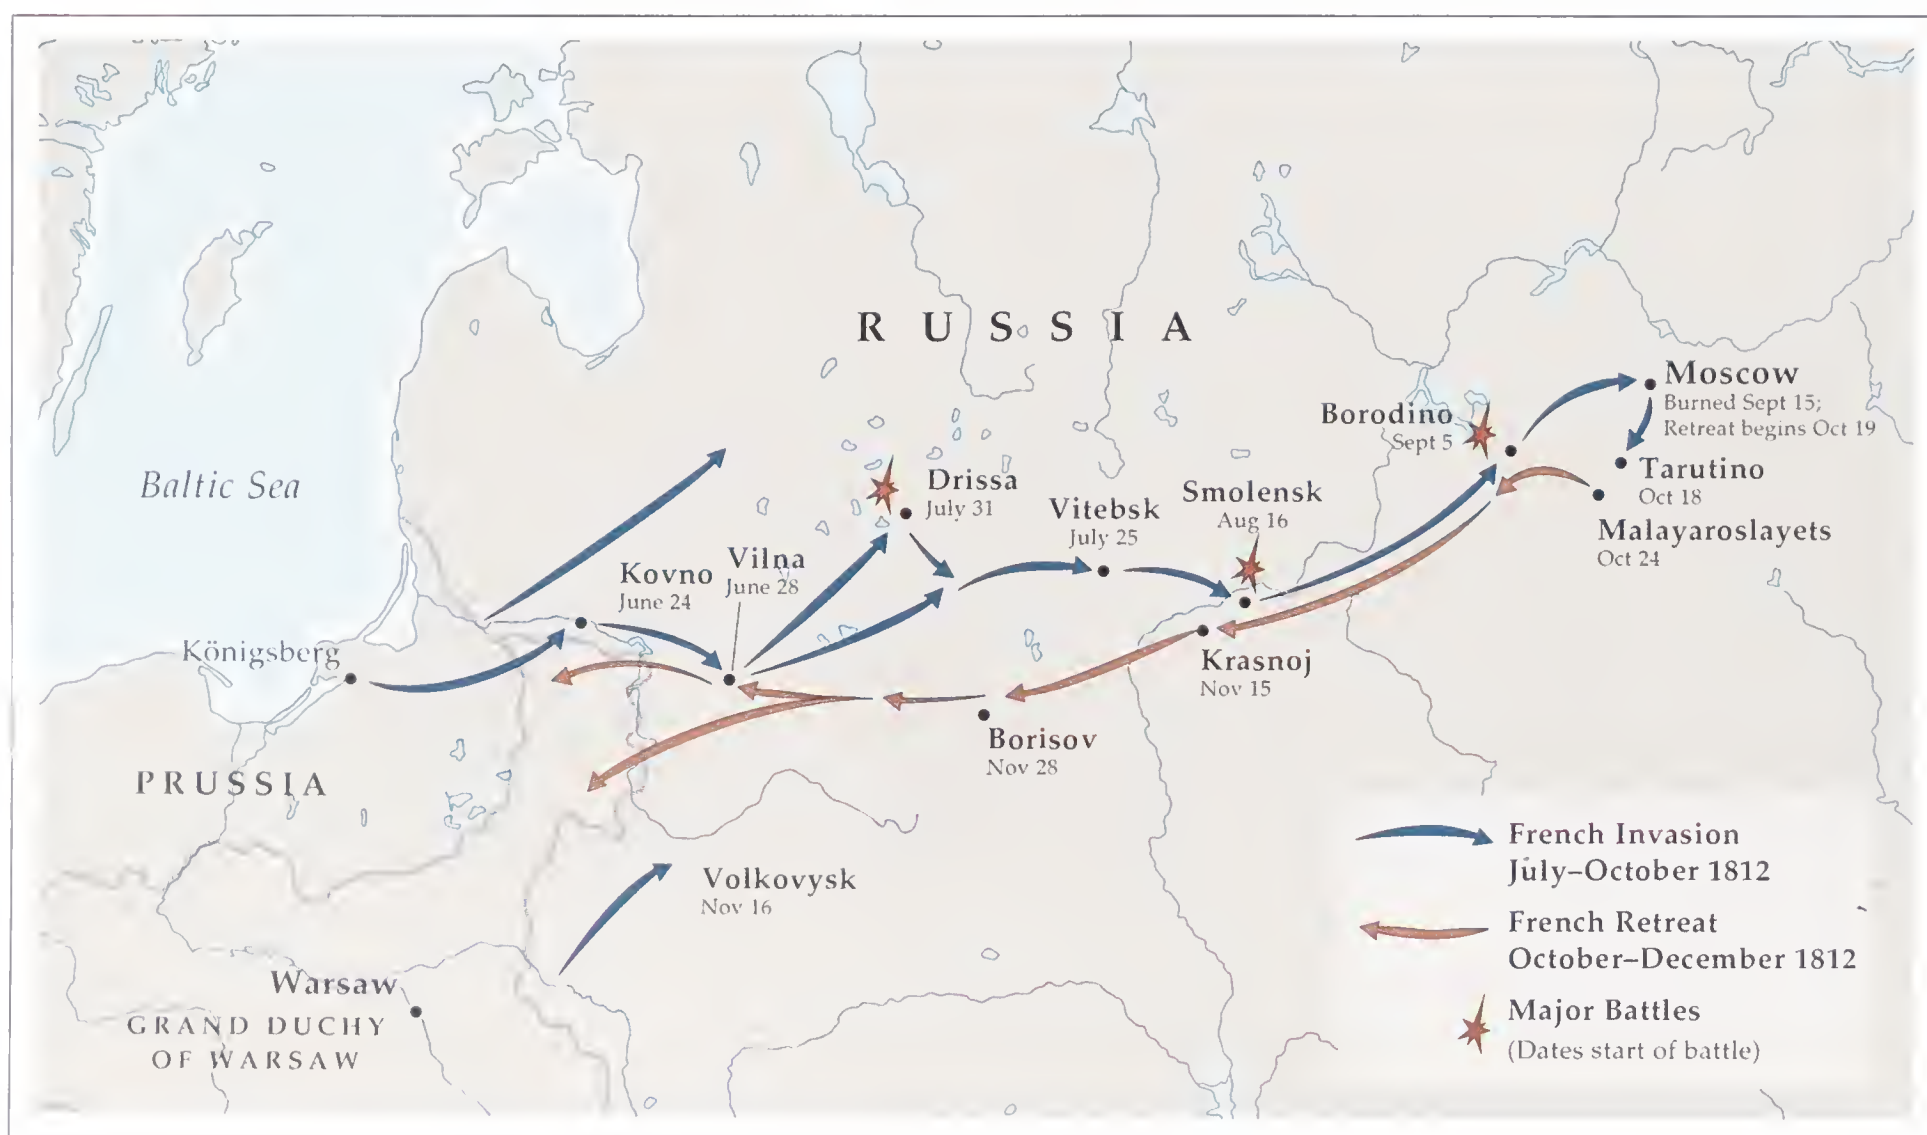 RUSSIA
Baltic Sea
Moscow
Burned Sept 15;
Retreat begins Oct 19
Borodino
Sept 5
Tarutino
Oct 18
Malayaroslayets
Oct 24
Drissa
July 31
Vitebsk
July 25
Smolensk
Aug 16
Kovno
June 24
Vilna
June 28
Königsberg
Krasnoj
Nov 15
Borisov
Nov 28
PRUSSIA
Volkovysk
Nov 16
Warsaw
GRAND DUCHY
OF WARSAW
French Invasion
July–October 1812
French Retreat
October–December 1812
Major Battles
(Dates start of battle)